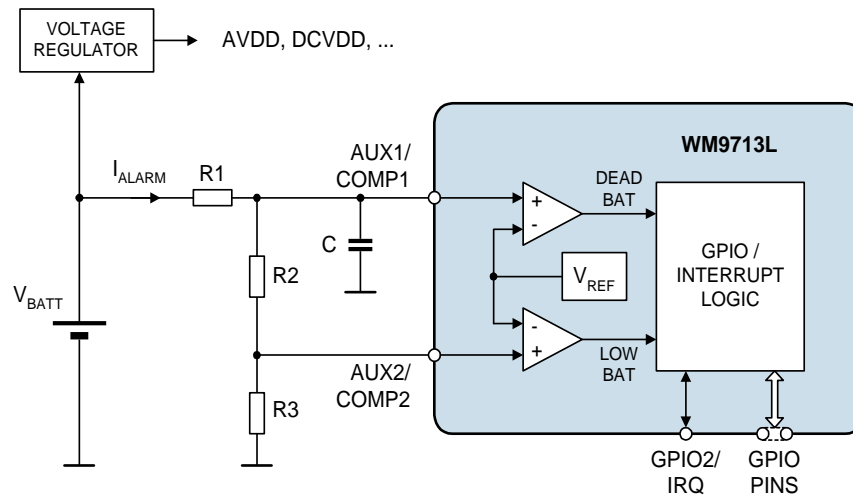 VOLTAGE
REGULATOR
AVDD, DCVDD, ...
WM9713L
I_ALARM
R1
AUX1/
COMP1
DEAD
BAT
+
-
C
GPIO /
INTERRUPT
LOGIC
R2
V_REF
V_BATT
-
+
LOW
BAT
AUX2/
COMP2
R3
GPIO2/
IRQ
GPIO
PINS